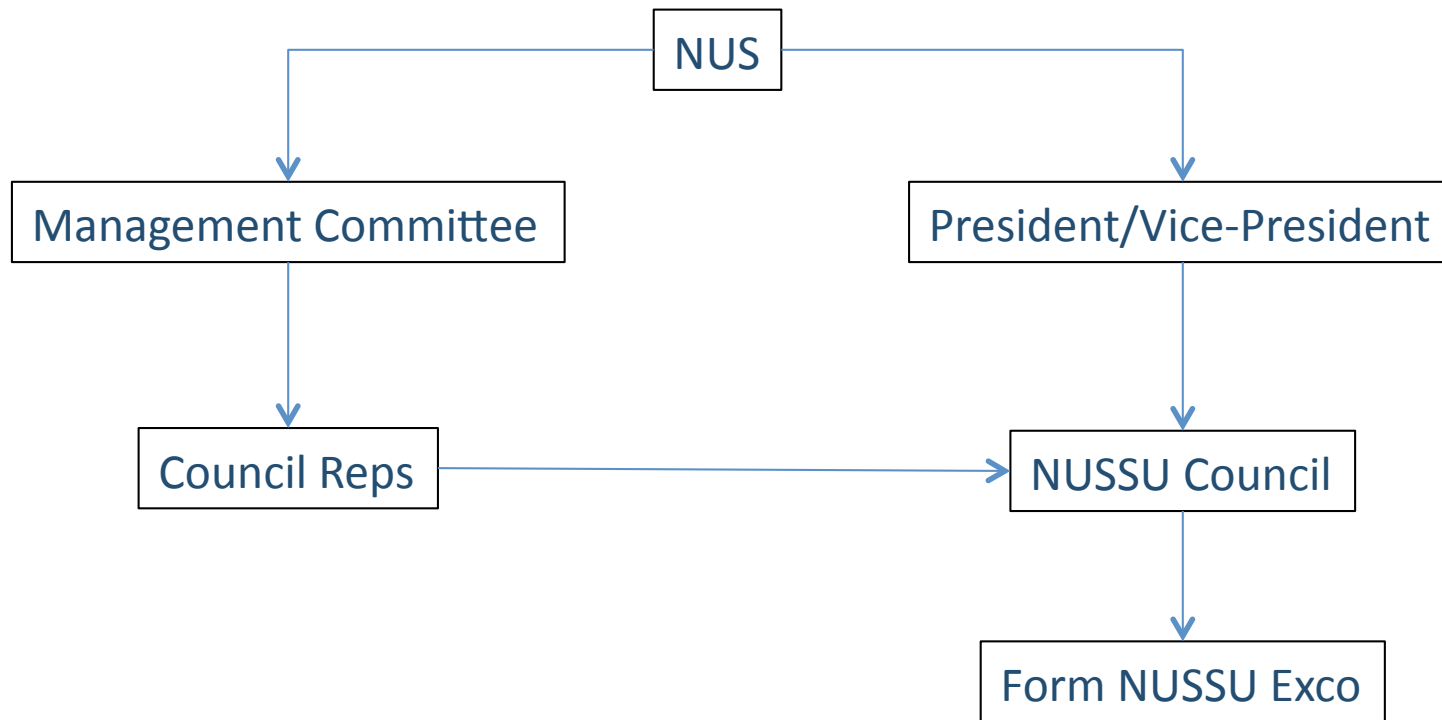 NUS
Management Committee
President/Vice-President
Council Reps
NUSSU Council
Form NUSSU Exco